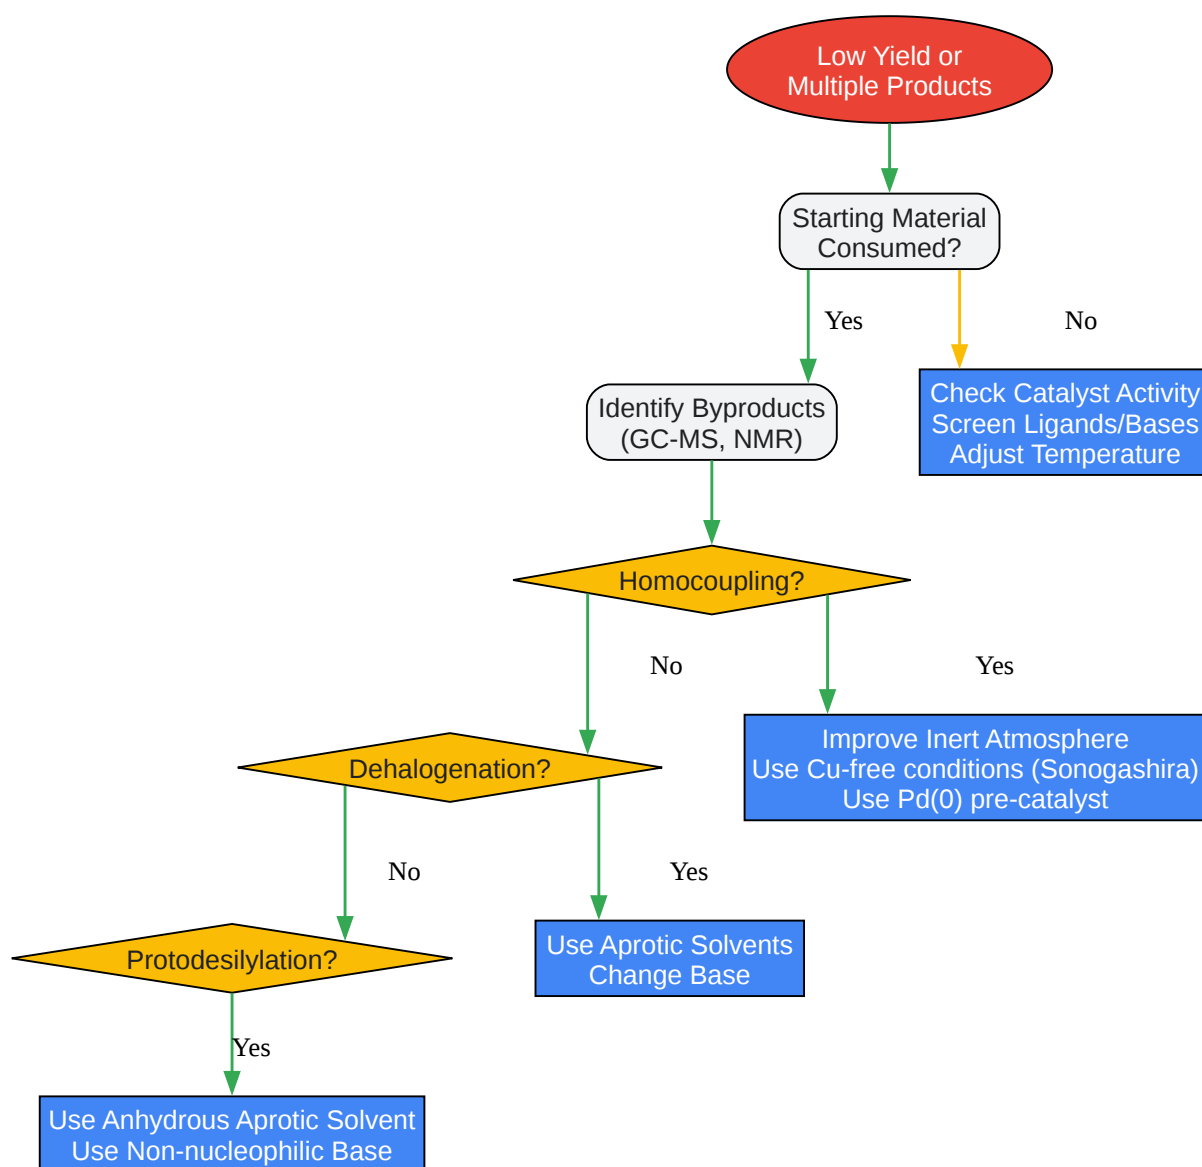 Low Yield or
Multiple Products
Starting Material
Consumed?
Yes
No
Check Catalyst Activity
Screen Ligands/Bases
Adjust Temperature
Identify Byproducts
(GC-MS, NMR)
Homocoupling?
No
Yes
Improve Inert Atmosphere
Use Cu-free conditions (Sonogashira)
Use Pd(0) pre-catalyst
Dehalogenation?
No
Yes
Use Aprotic Solvents
Change Base
Protodesilylation?
Yes
Use Anhydrous Aprotic Solvent
Use Non-nucleophilic Base